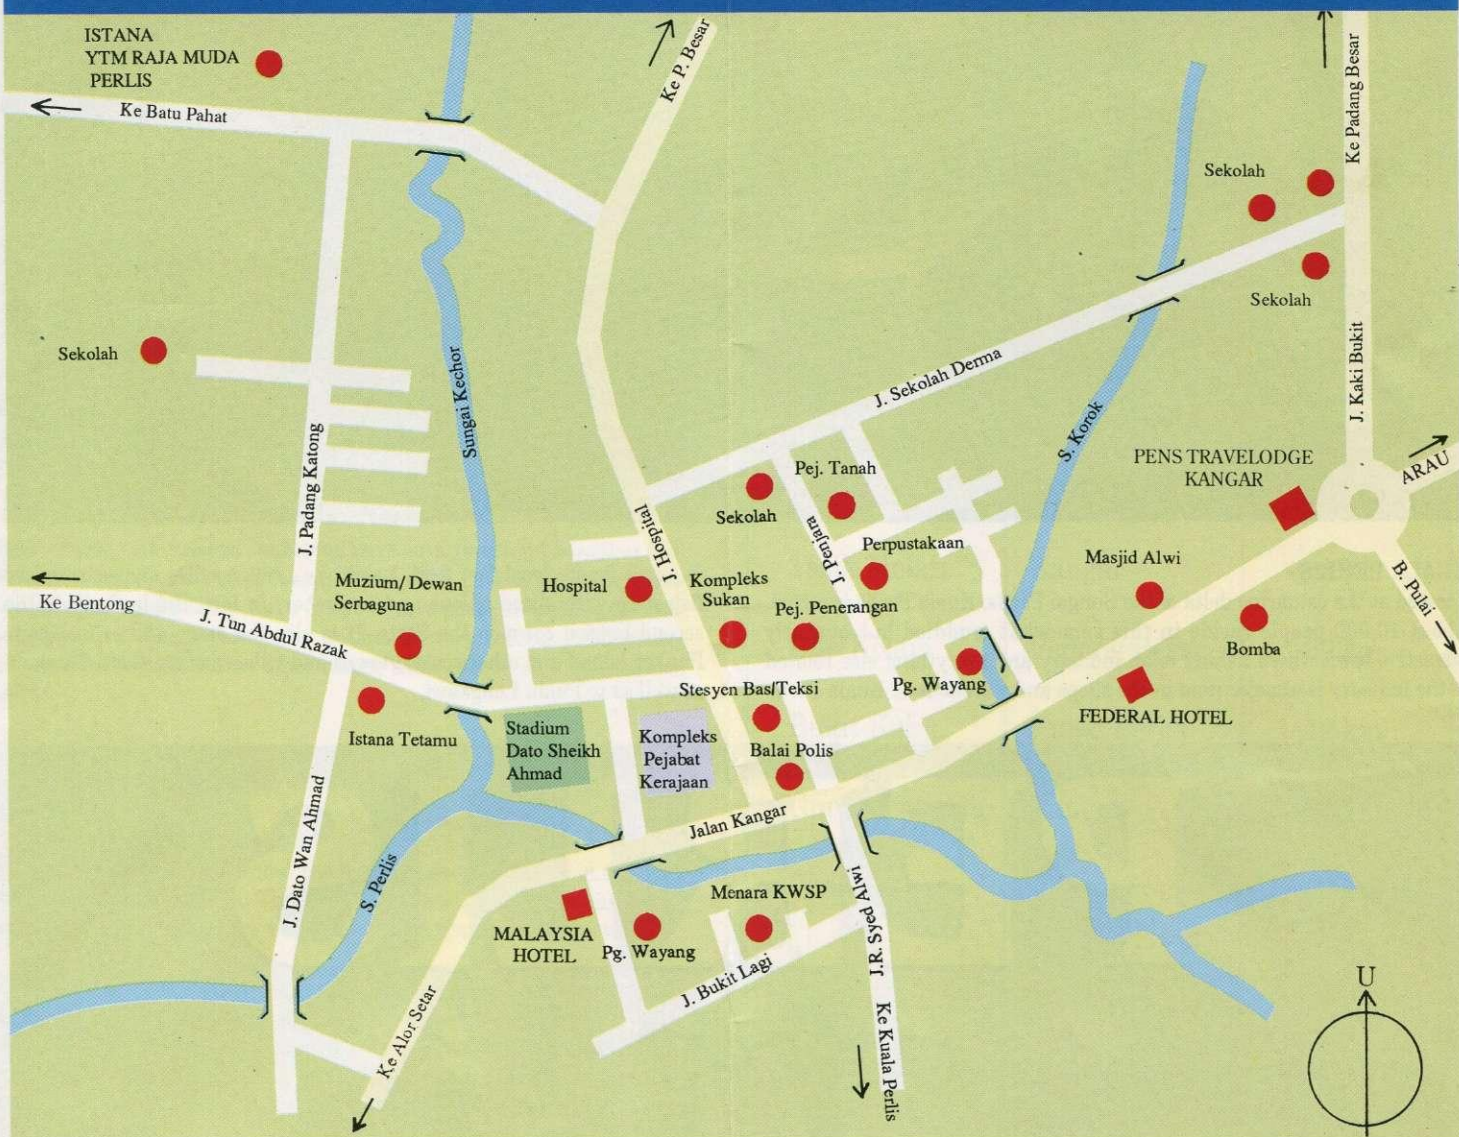 ISTANA
YTM RAJA MUDA
PERLIS
Ke Batu Pahat
Ke P. Besar
Ke Padang Besar
Sekolah
Sekolah
Sekolah
Sungai Kechor
J. Sekolah Derma
J. Kaki Bukit
S. Korok
J. Padang Katong
PENS TRAVELODGE
KANGAR
ARAU
Pej. Tanah
Sekolah
J. Hospital
J. Penjara
Perpustakaan
Masjid Alwi
B. Pulai
Ke Bentong
J. Tun Abdul Razak
Muzium/ Dewan
Serbaguna
Hospital
Kompleks
Sukan
Pej. Penerangan
Bomba
Stesyen Bas/Teksi
Pg. Wayang
FEDERAL HOTEL
Istana Tetamu
Stadium
Dato Sheikh
Ahmad
Kompleks
Pejabat
Kerajaan
Balai Polis
J. Dato Wan Ahmad
Jalan Kangar
S. Perlis
MALAYSIA
HOTEL
Pg. Wayang
Menara KWSP
J.R. Syed Alwi
J. Bukit Lagi
Ke Alor Setar
Ke Kuala Perlis
U